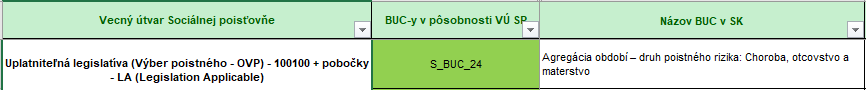 Vecný útvar Sociálnej poisťovňe
BUC-y v pôsobnosti VÚ SP
Názov BUC v SK
Uplatniteľná legislatíva (Výber poistného - OVP) - 100100 + pobočky
- LA (Legislation Applicable)
S_BUC_24
Agregácia období – druh poistného rizika: Choroba, otcovstvo a
materstvo